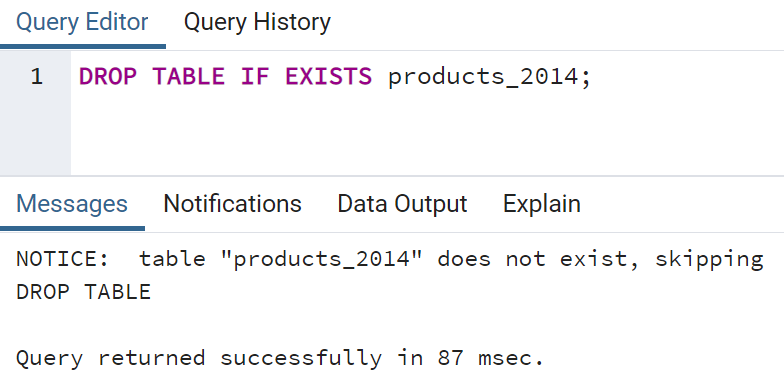 Query Editor Query History
1 DROP TABLE IF EXISTS products_2014;
Messages Notifications Data Output Explain
NOTICE:  table "products_2014" does not exist, skipping
DROP TABLE
Query returned successfully in 87 msec.